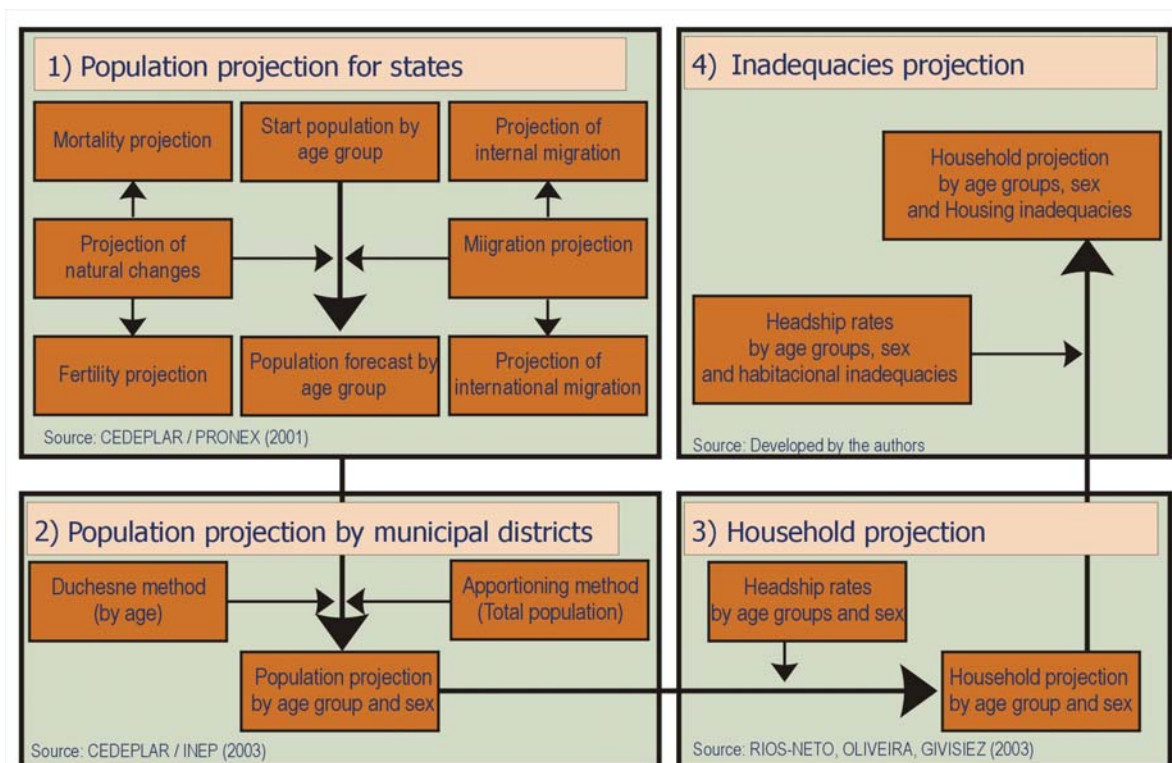 1) Population projection for states
Mortality projection
Start population by
age group
Projection of
internal migration
Projection of
natural changes
Miigration projection
Fertility projection
Population forecast by
age group
Projection of
international migration
Source: CEDEPLAR / PRONEX (2001)
2) Population projection by municipal districts
Duchesne method
(by age)
Apportioning method
(Total population)
Population projection
by age group and sex
Source: CEDEPLAR / INEP (2003)
3) Household projection
Headship rates
by age groups and sex
Household projection
by age group and sex
Source: RIOS-NETO, OLIVEIRA, GIVISIEZ (2003)
4) Inadequacies projection
Household projection
by age groups, sex
and Housing inadequacies
Headship rates
by age groups, sex
and habitacional inadequacies
Source: Developed by the authors